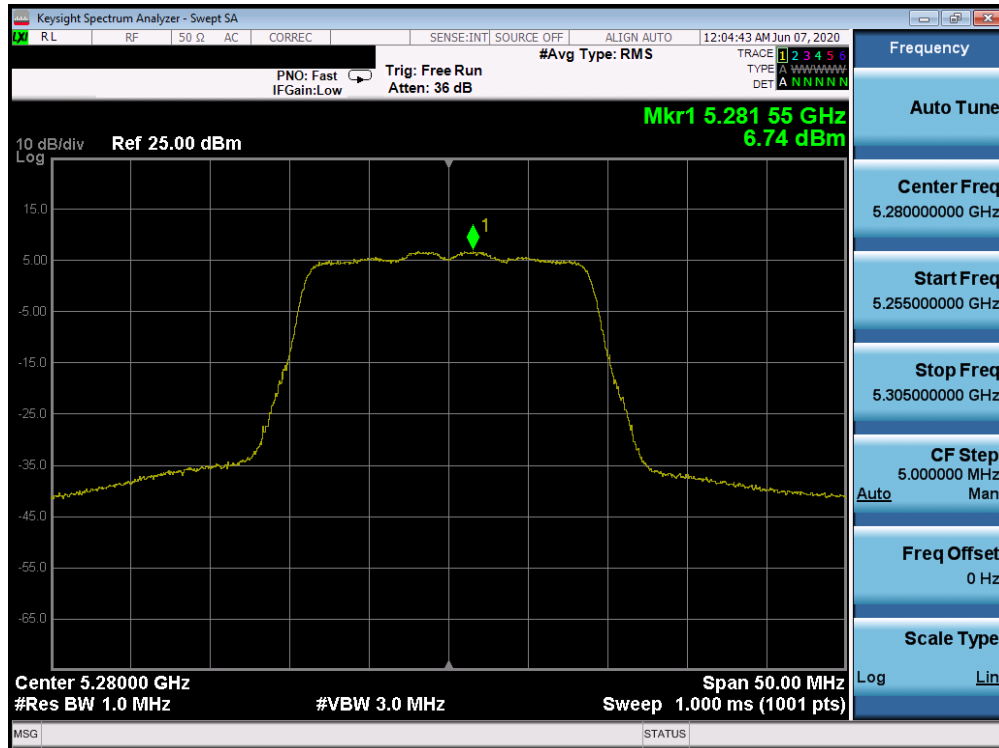 Keysight Spectrum Analyzer - Swept SA
LXI RL RF 50 Ω AC CORREC SENSE:INT SOURCE OFF ALIGN AUTO 12:04:43 AM Jun 07, 2020
#Avg Type: RMS
TRACE 1 2 3 4 5 6
TYPE A WWWWW
DET A N N N N N
PNO: Fast
IFGain:Low
Trig: Free Run
Atten: 36 dB
Mkr1 5.281 55 GHz
6.74 dBm
10 dB/div Ref 25.00 dBm
Log
1
15.0
5.00
-5.00
-15.0
-25.0
-35.0
-45.0
-55.0
-65.0
Center 5.28000 GHz Span 50.00 MHz
#Res BW 1.0 MHz #VBW 3.0 MHz Sweep 1.000 ms (1001 pts)
MSG STATUS
Frequency
Auto Tune
Center Freq
5.280000000 GHz
Start Freq
5.255000000 GHz
Stop Freq
5.305000000 GHz
CF Step
5.000000 MHz
Auto Man
Freq Offset
0 Hz
Scale Type
Log Lin